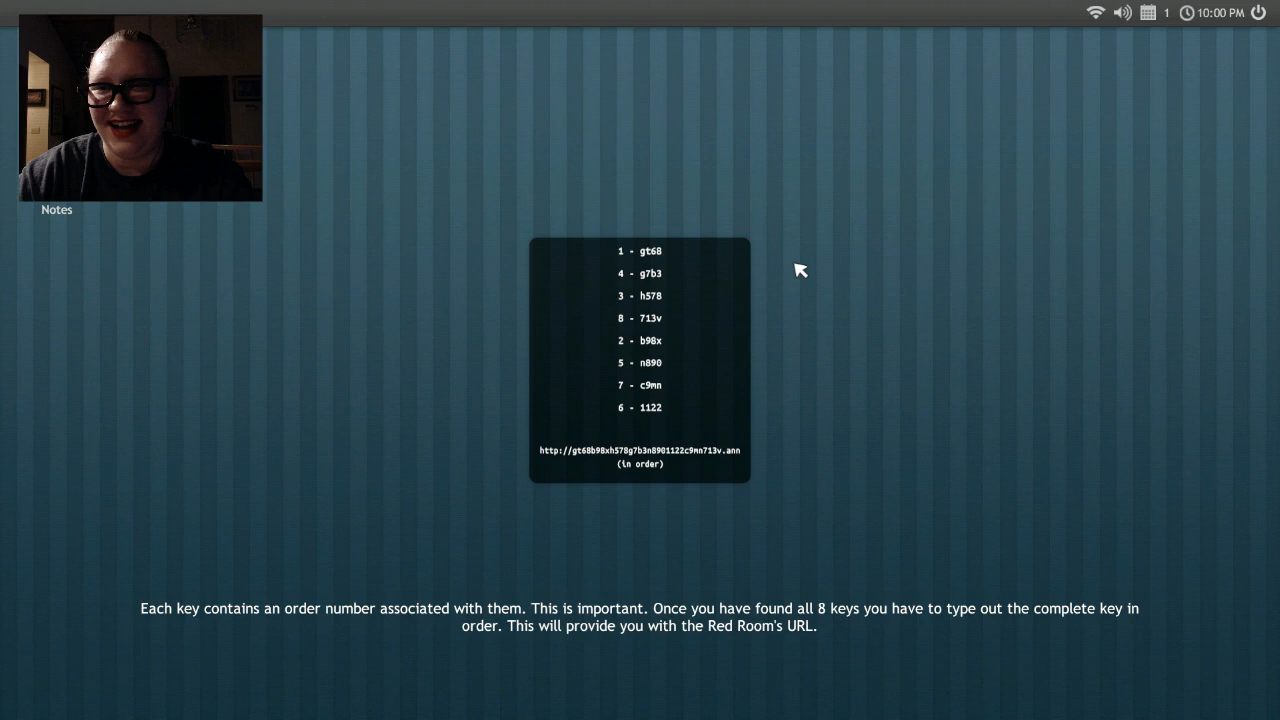 1 10:00 PM
Notes
1 - gt68
4 - g7b3
3 - h578
8 - 713v
2 - b98x
5 - n890
7 - c9mn
6 - 1122
http://gt68b98xh578g7b3n8901122c9mn713v.ann
(in order)
Each key contains an order number associated with them. This is important. Once you have found all 8 keys you have to type out the complete key in
order. This will provide you with the Red Room's URL.